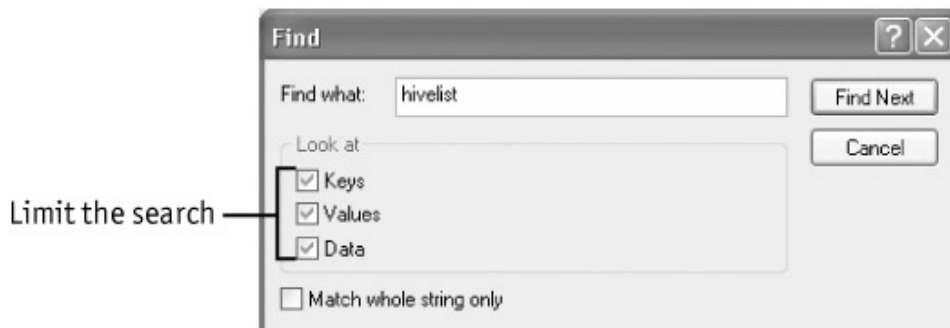 Find
Find what: hivelist Find Next
Look at Cancel
Keys
Limit the search Values
Data
Match whole string only